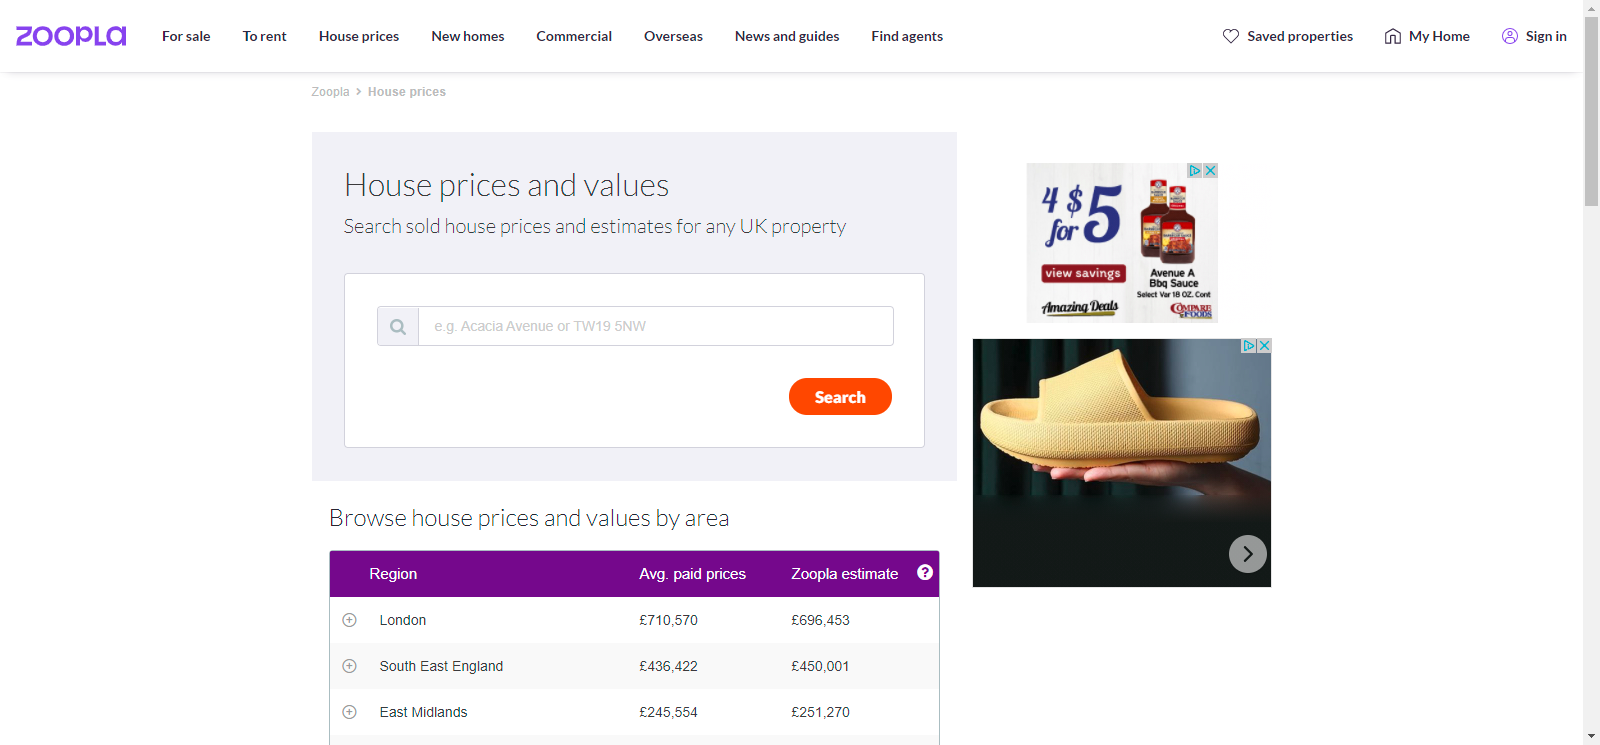 zoopla
For sale
To rent
House prices
New homes
Commercial
Overseas
News and guides
Find agents
Saved properties
My Home
Sign in
Zoopla > House prices
House prices and values
Search sold house prices and estimates for any UK property
e.g. Acacia Avenue or TW19 5NW
Search
4 $5
for
view savings
Avenue A
Bbq Sauce
Select Var 18 OZ. Cont
Amazing Deals
COMPARE
FOODS
Browse house prices and values by area
Region Avg. paid prices Zoopla estimate ?
London £710,570 £696,453
South East England £436,422 £450,001
East Midlands £245,554 £251,270